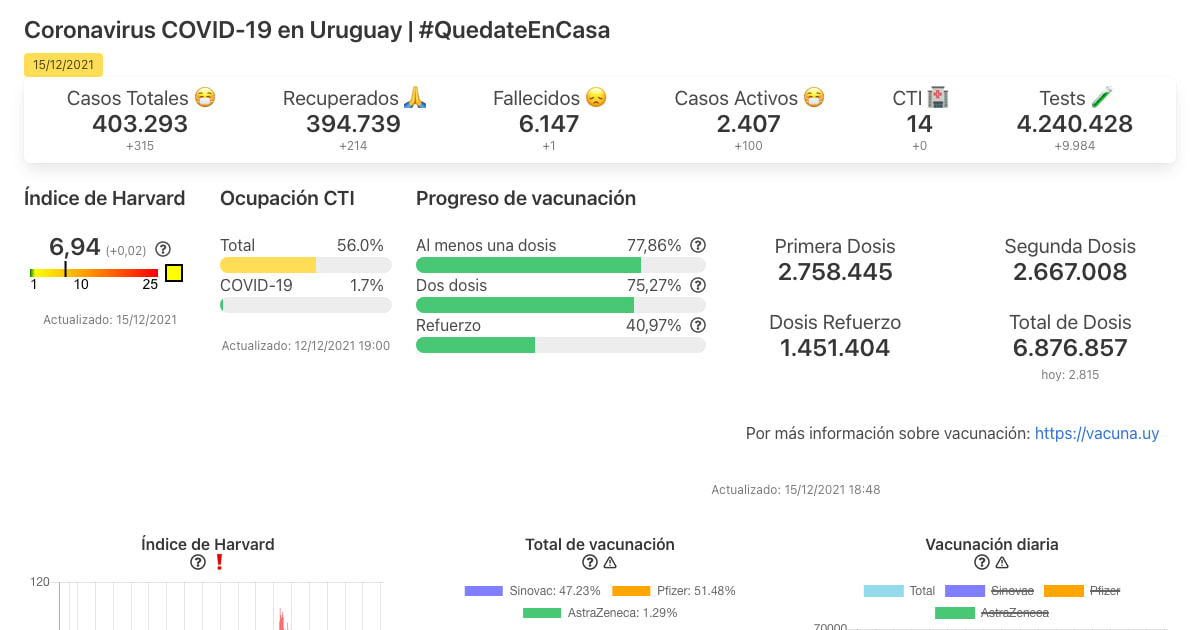 Coronavirus COVID-19 en Uruguay | #QuedateEnCasa
15/12/2021
Casos Totales 😷 Recuperados 🙏 Fallecidos 😞 Casos Activos 😷 CTI 🏥 Tests 🧪
403.293 394.739 6.147 2.407 14 4.240.428
+315 +214 +1 +100 +0 +9.984
Índice de Harvard
6,94 (+0,02)
1 10 25
Actualizado: 15/12/2021
Ocupación CTI
Total 56.0%
COVID-19 1.7%
Actualizado: 12/12/2021 19:00
Progreso de vacunación
Al menos una dosis 77,86%
Dos dosis 75,27%
Refuerzo 40,97%
Primera Dosis
2.758.445
Segunda Dosis
2.667.008
Dosis Refuerzo
1.451.404
Total de Dosis
6.876.857
hoy: 2.815
Por más información sobre vacunación: https://vacuna.uy
Actualizado: 15/12/2021 18:48
Índice de Harvard
120
Total de vacunación
Sinovac: 47.23% Pfizer: 51.48%
AstraZeneca: 1.29%
Vacunación diaria
Total Sinovac Pfizer
AstraZeneca
70000